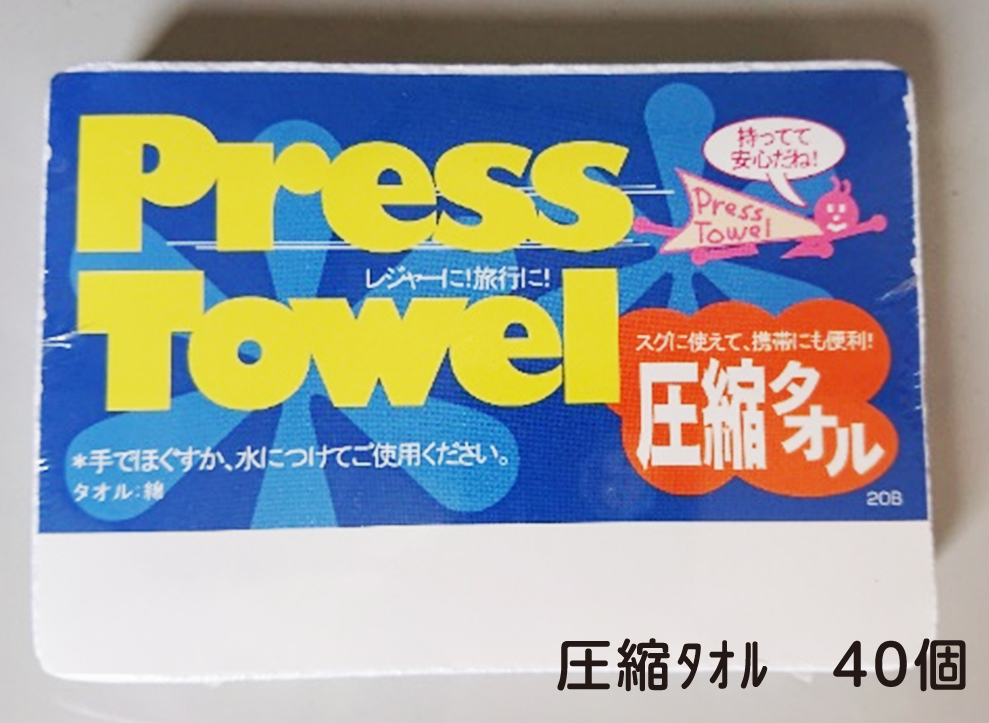 Press
持ってて
安心だね!
Press
Towel
レジャーに!旅行に!
Towel
スグに使えて、携帯にも便利!
圧縮タオル
*手でほぐすか、水につけてご使用ください。
タオル:綿
20B
圧縮ﾀｵﾙ 40個